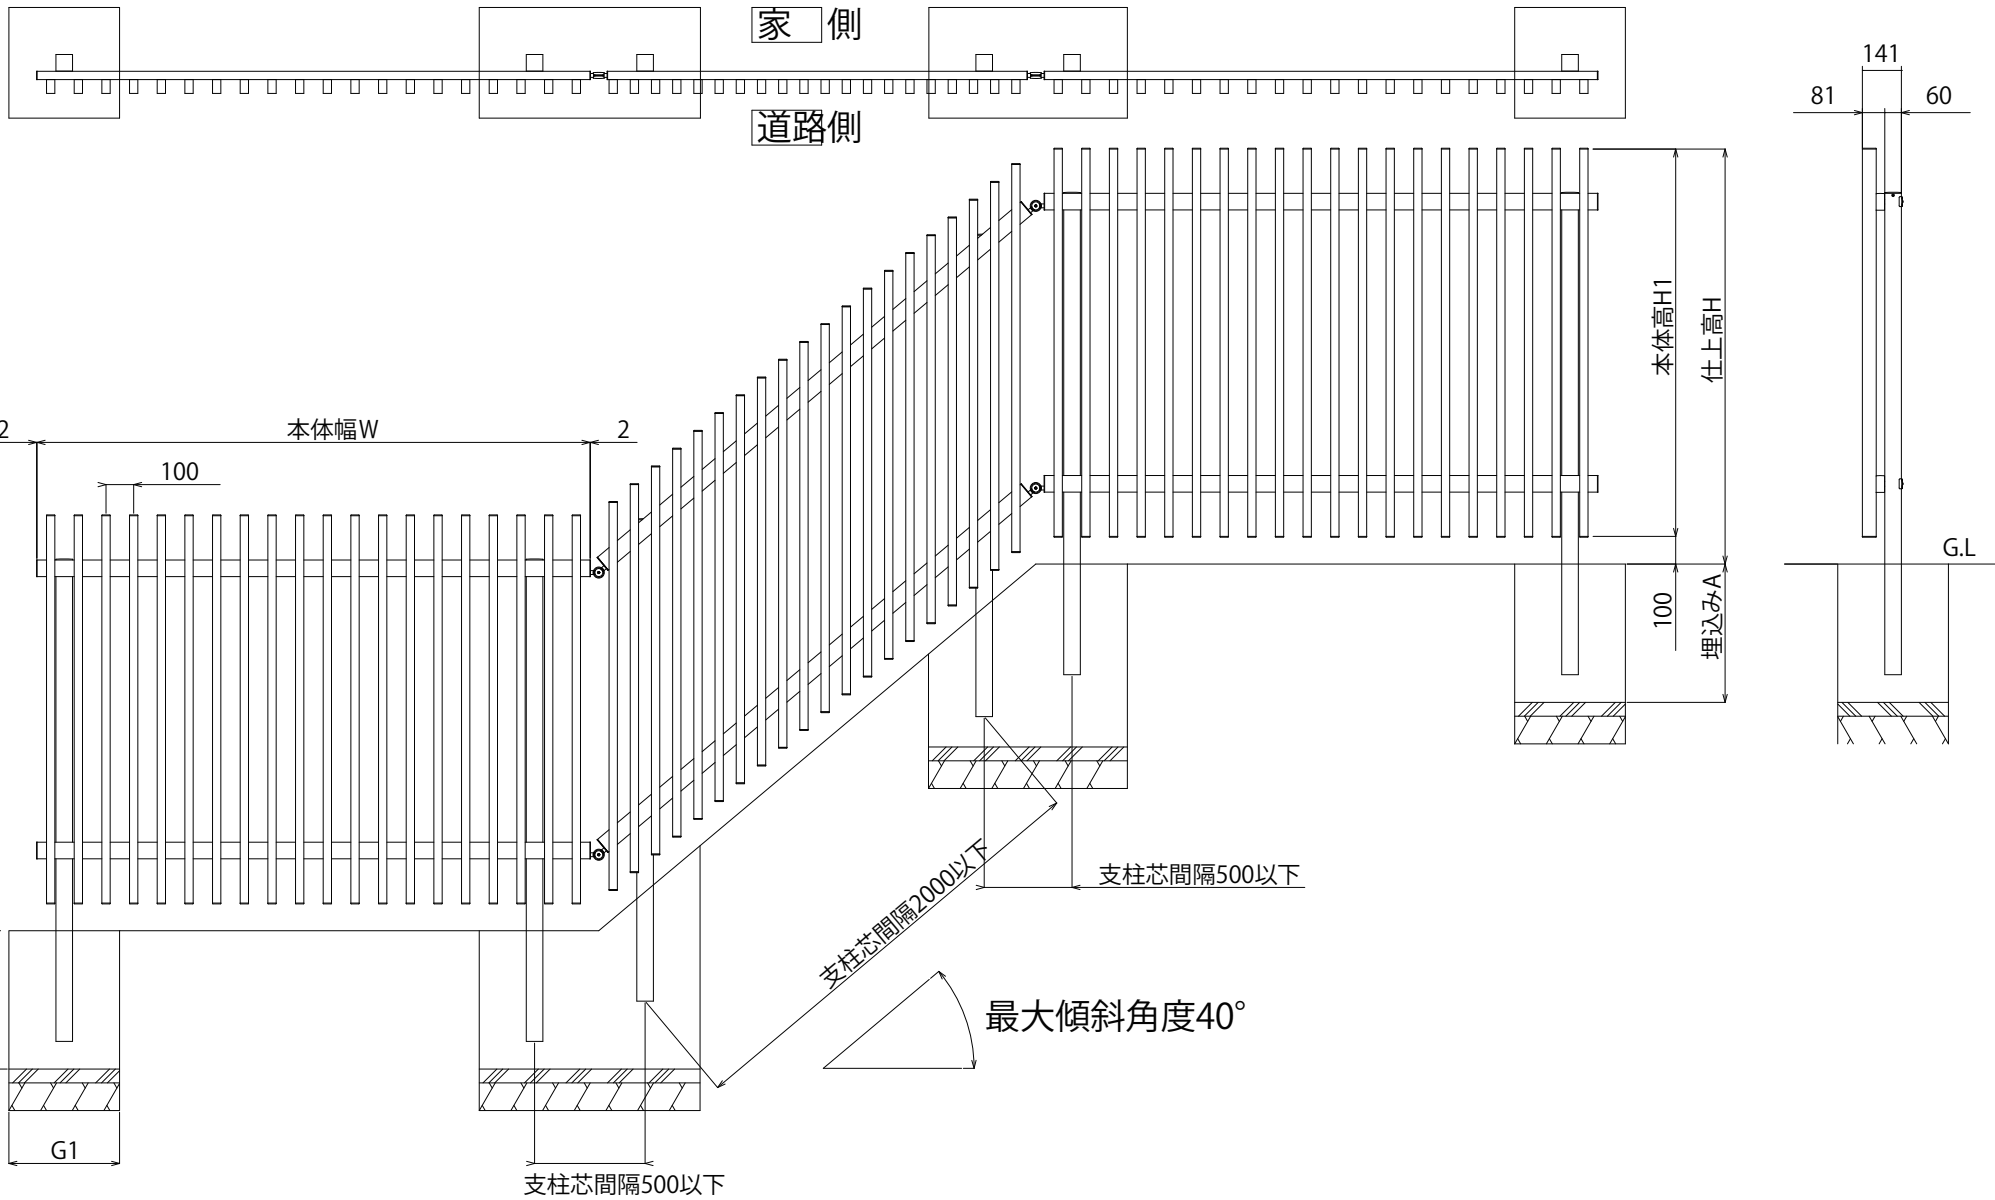 家 側
道路側
141
81
60
本体高H1
仕上高H
2
本体幅W
2
100
G.L
100
埋込みA
支柱芯間隔500以下
支柱芯間隔2000以下
最大傾斜角度40°
G1
支柱芯間隔500以下